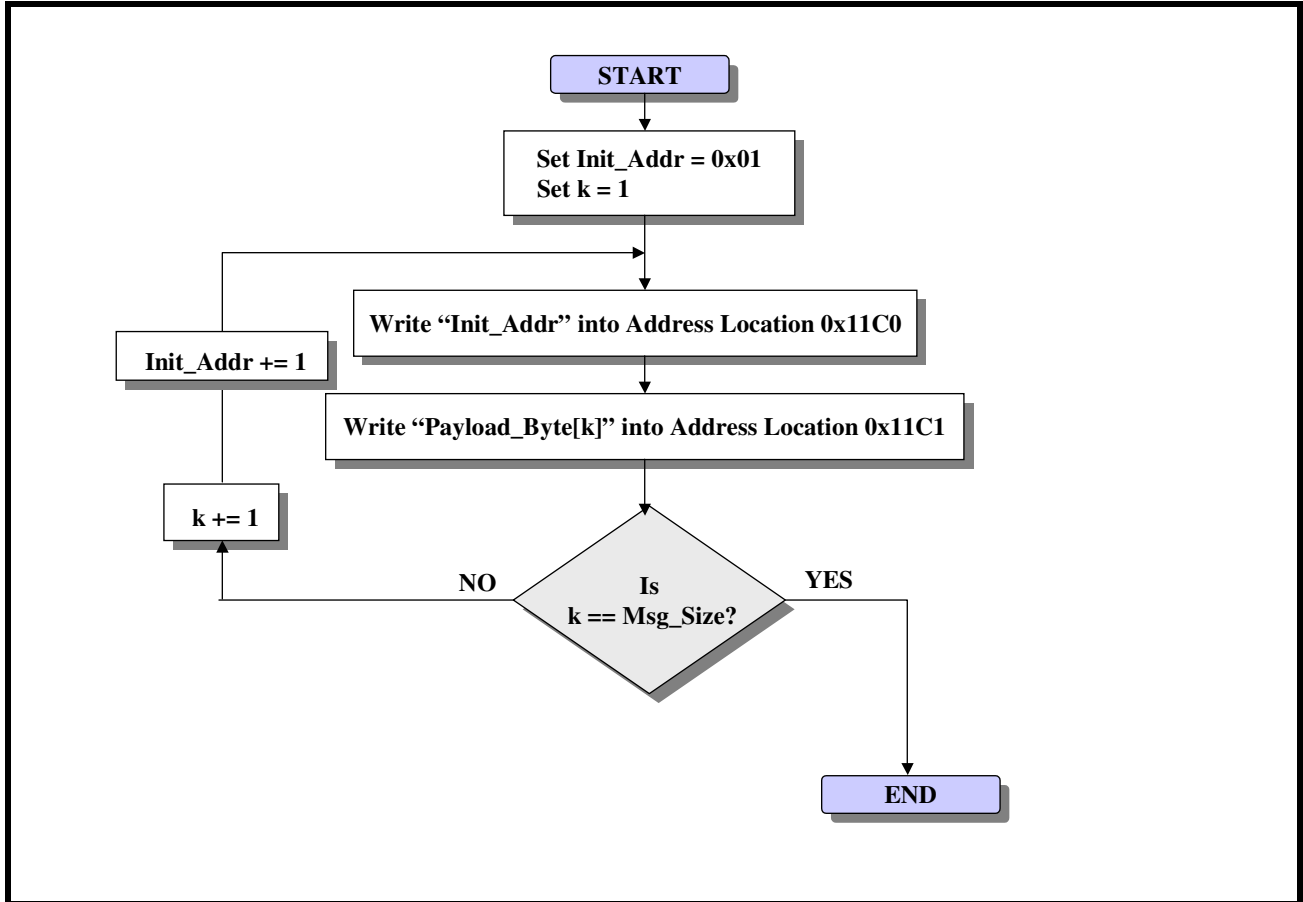 START
Set Init_Addr = 0x01
Set k = 1
Write “Init_Addr” into Address Location 0x11C0
Init_Addr += 1
Write “Payload_Byte[k]” into Address Location 0x11C1
k += 1
NO
YES
Is
k == Msg_Size?
END